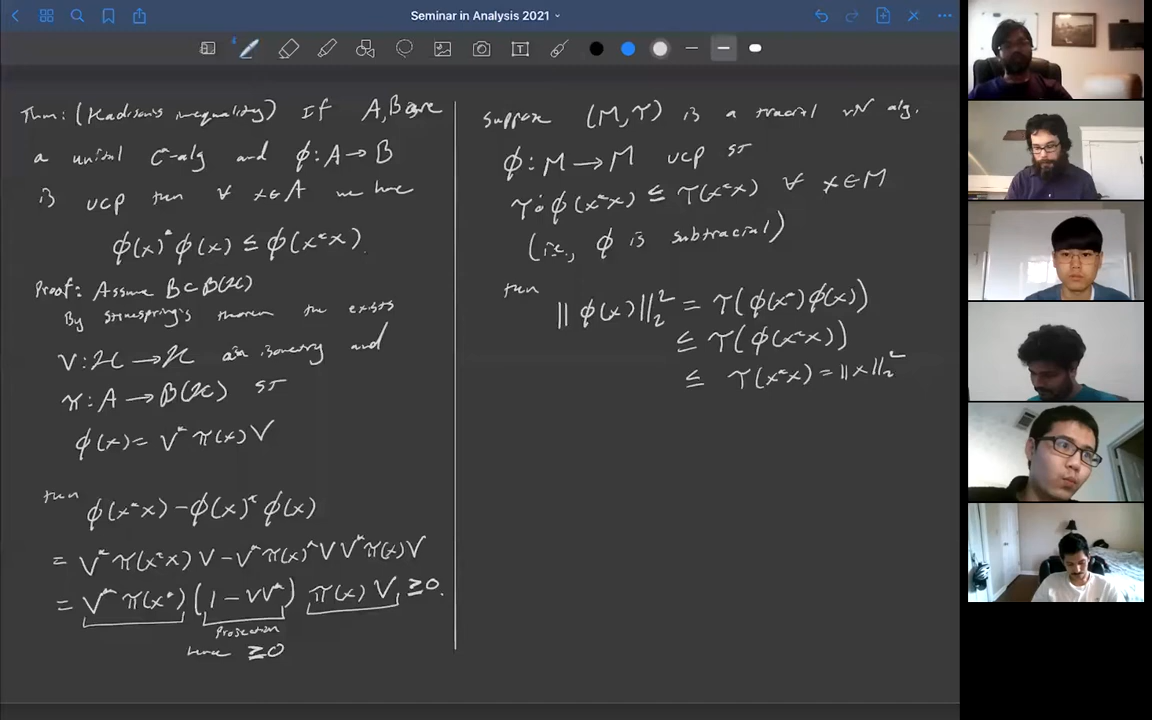 Seminar in Analysis 2021
Thm: (Kadison's inequality) If A, B are
a unital C*-alg and ϕ: A → B
is ucp then ∀ x∈A we have
ϕ(x)*ϕ(x) ≤ ϕ(x*x).
Proof: Assume B ⊂ B(H)
By Stinespring's theorem the exists
V: H → K an isometry and
π: A → B(K) st
ϕ(x) = V* π(x) V
then
ϕ(x*x) - ϕ(x)* ϕ(x)
= V* π(x*x) V - V* π(x)* V V* π(x) V
= V* π(x*) (1 - VV*) π(x) V ≥ 0.
Projection
hence ≥ 0
Suppose (M, τ) is a tracial vN alg.
ϕ: M → M ucp st
τ∘ϕ(x*x) ≤ τ(x*x) ∀ x∈M
(i.e., ϕ is subtracial)
then
||ϕ(x)||₂² = τ(ϕ(x*)ϕ(x))
≤ τ(ϕ(x*x))
≤ τ(x*x) = ||x||₂²